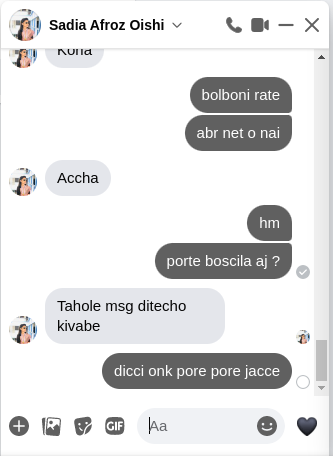 Sadia Afroz Oishi
Kotha
bolboni rate
abr net o nai
Accha
hm
porte boscila aj ?
Tahole msg ditecho
kivabe
dicci onk pore pore jacce
GIF
Aa